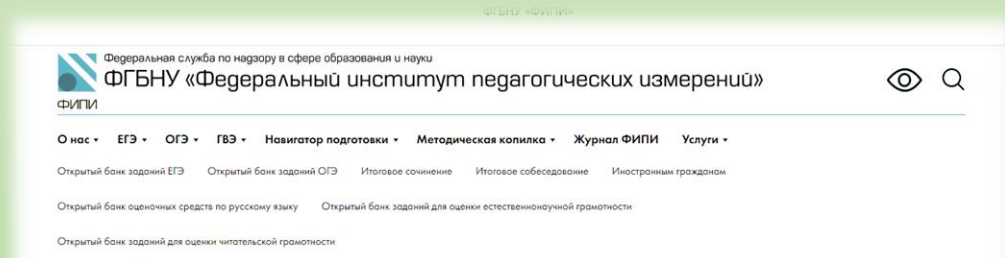 ФГБНУ «ФИПИ»
Федеральная служба по надзору в сфере образования и науки
ФГБНУ «Федеральный институт педагогических измерений»
ФИПИ
О нас ЕГЭ ОГЭ ГВЭ Навигатор подготовки Методическая копилка Журнал ФИПИ Услуги
Открытый банк заданий ЕГЭ Открытый банк заданий ОГЭ Итоговое сочинение Итоговое собеседование Иностранным гражданам
Открытый банк оценочных средств по русскому языку Открытый банк заданий для оценки естественнонаучной грамотности
Открытый банк заданий для оценки читательской грамотности